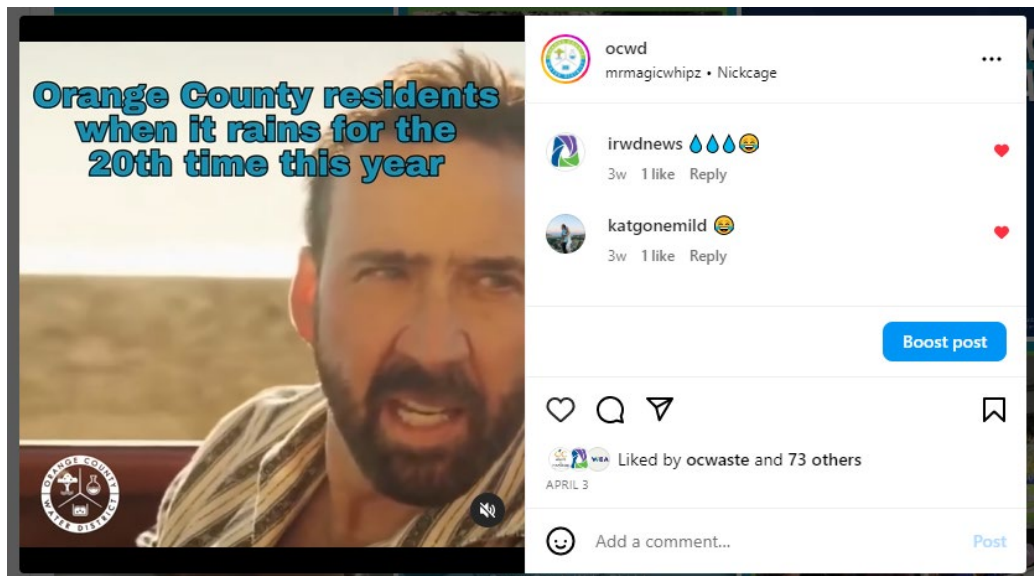 Orange County residents
when it rains for the
20th time this year
ORANGE COUNTY
WATER DISTRICT
ocwd
mrmagicwhipz • Nickcage
irwdnews 💧💧💧😂
3w 1 like Reply
katgonemild 😂
3w 1 like Reply
Boost post
Liked by ocwaste and 73 others
APRIL 3
Add a comment...
Post